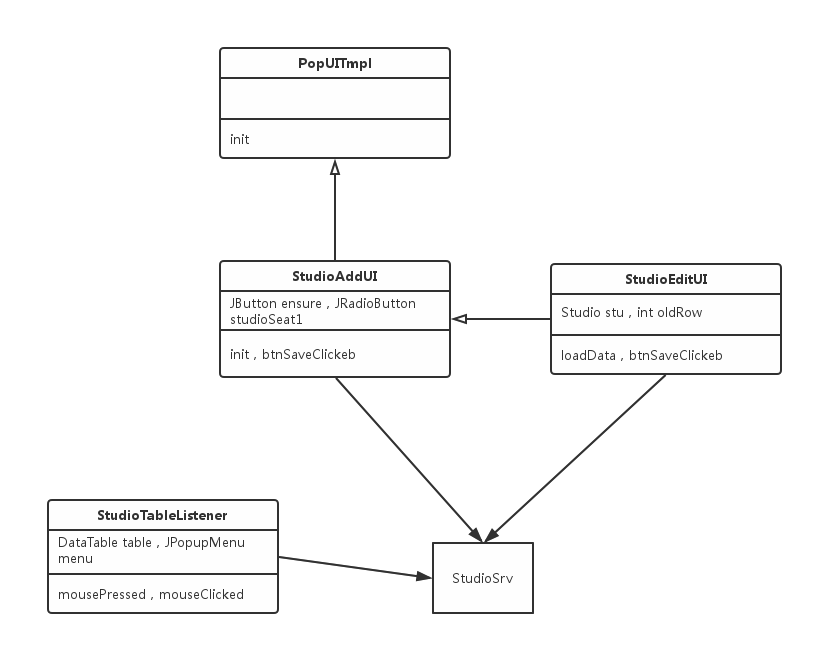 PopUITmpl
init
StudioAddUI
JButton ensure , JRadioButton
studioSeat1
init , btnSaveClickeb
StudioEditUI
Studio stu , int oldRow
loadData , btnSaveClickeb
StudioTableListener
DataTable table , JPopupMenu
menu
mousePressed , mouseClicked
StudioSrv